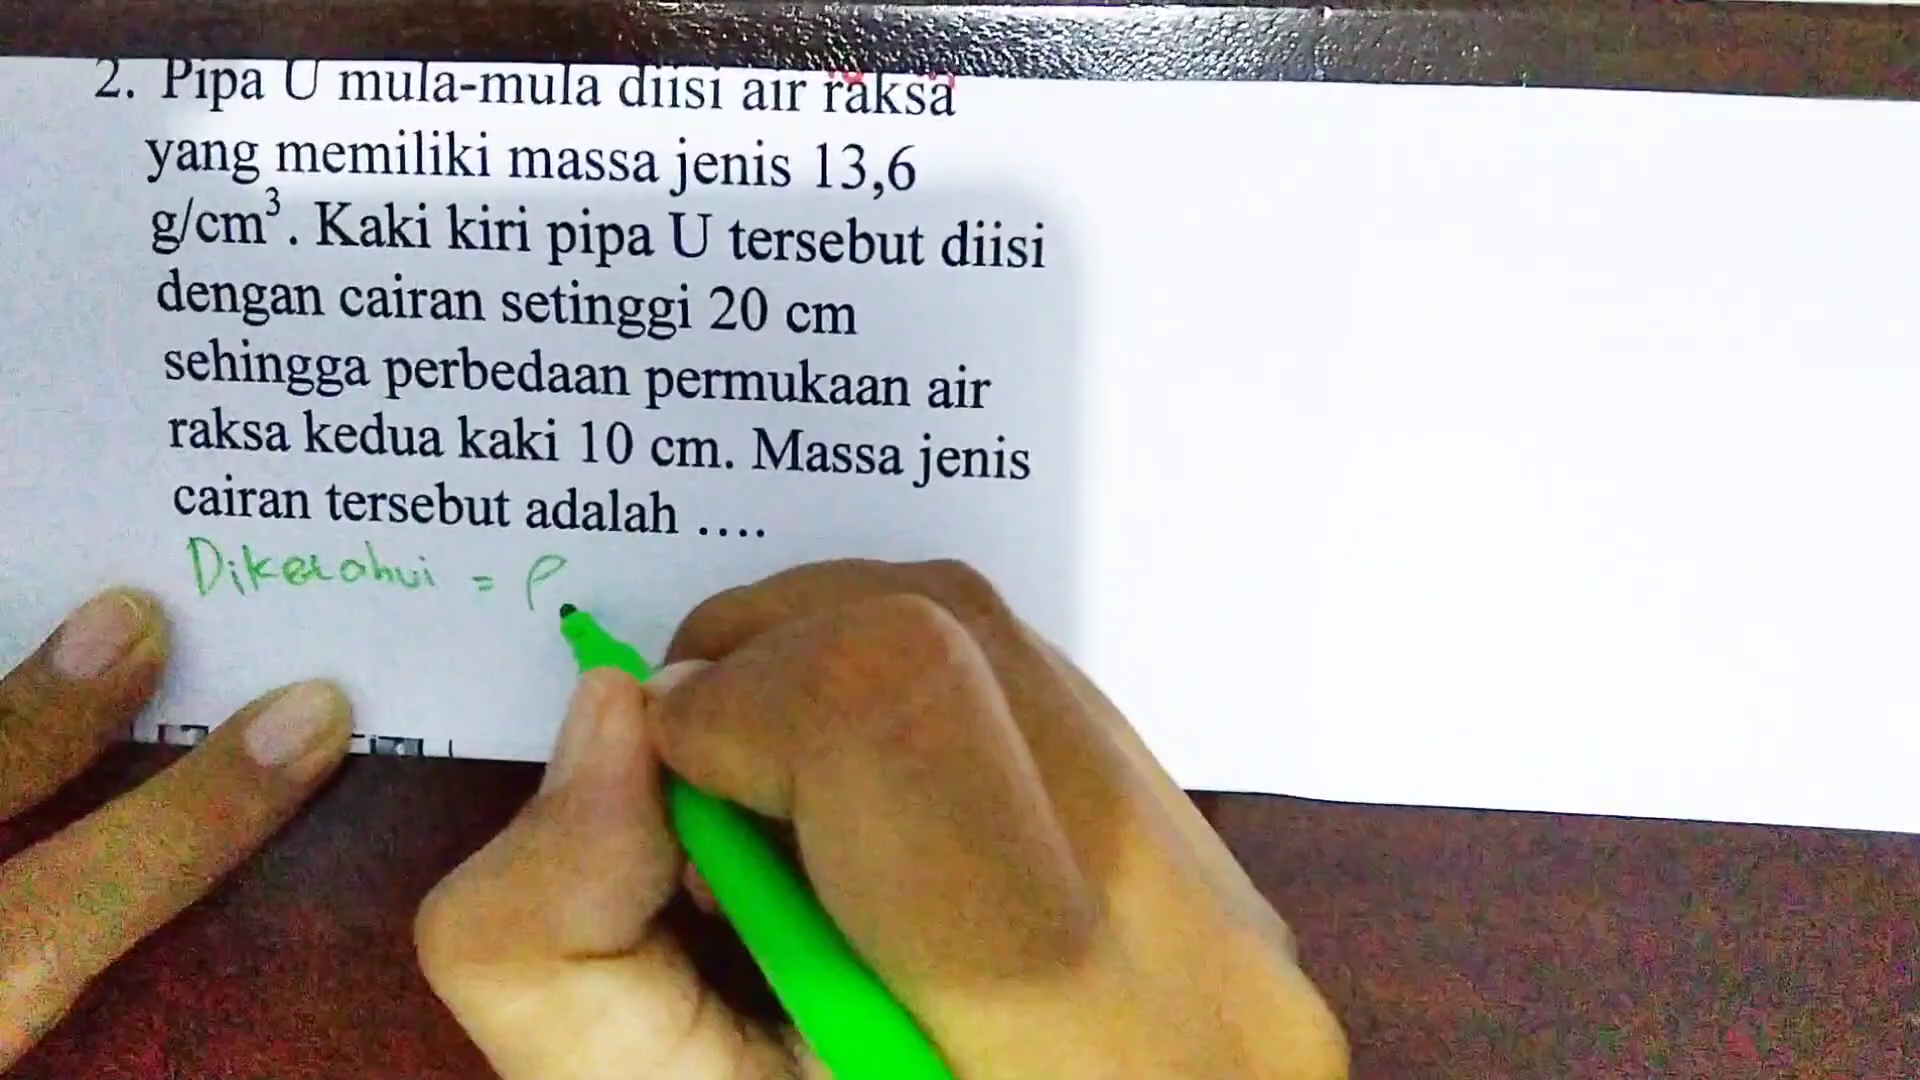 2. Pipa U mula-mula diisi air raksa
yang memiliki massa jenis 13,6
g/cm³. Kaki kiri pipa U tersebut diisi
dengan cairan setinggi 20 cm
sehingga perbedaan permukaan air
raksa kedua kaki 10 cm. Massa jenis
cairan tersebut adalah ....
Diketahui = ρ